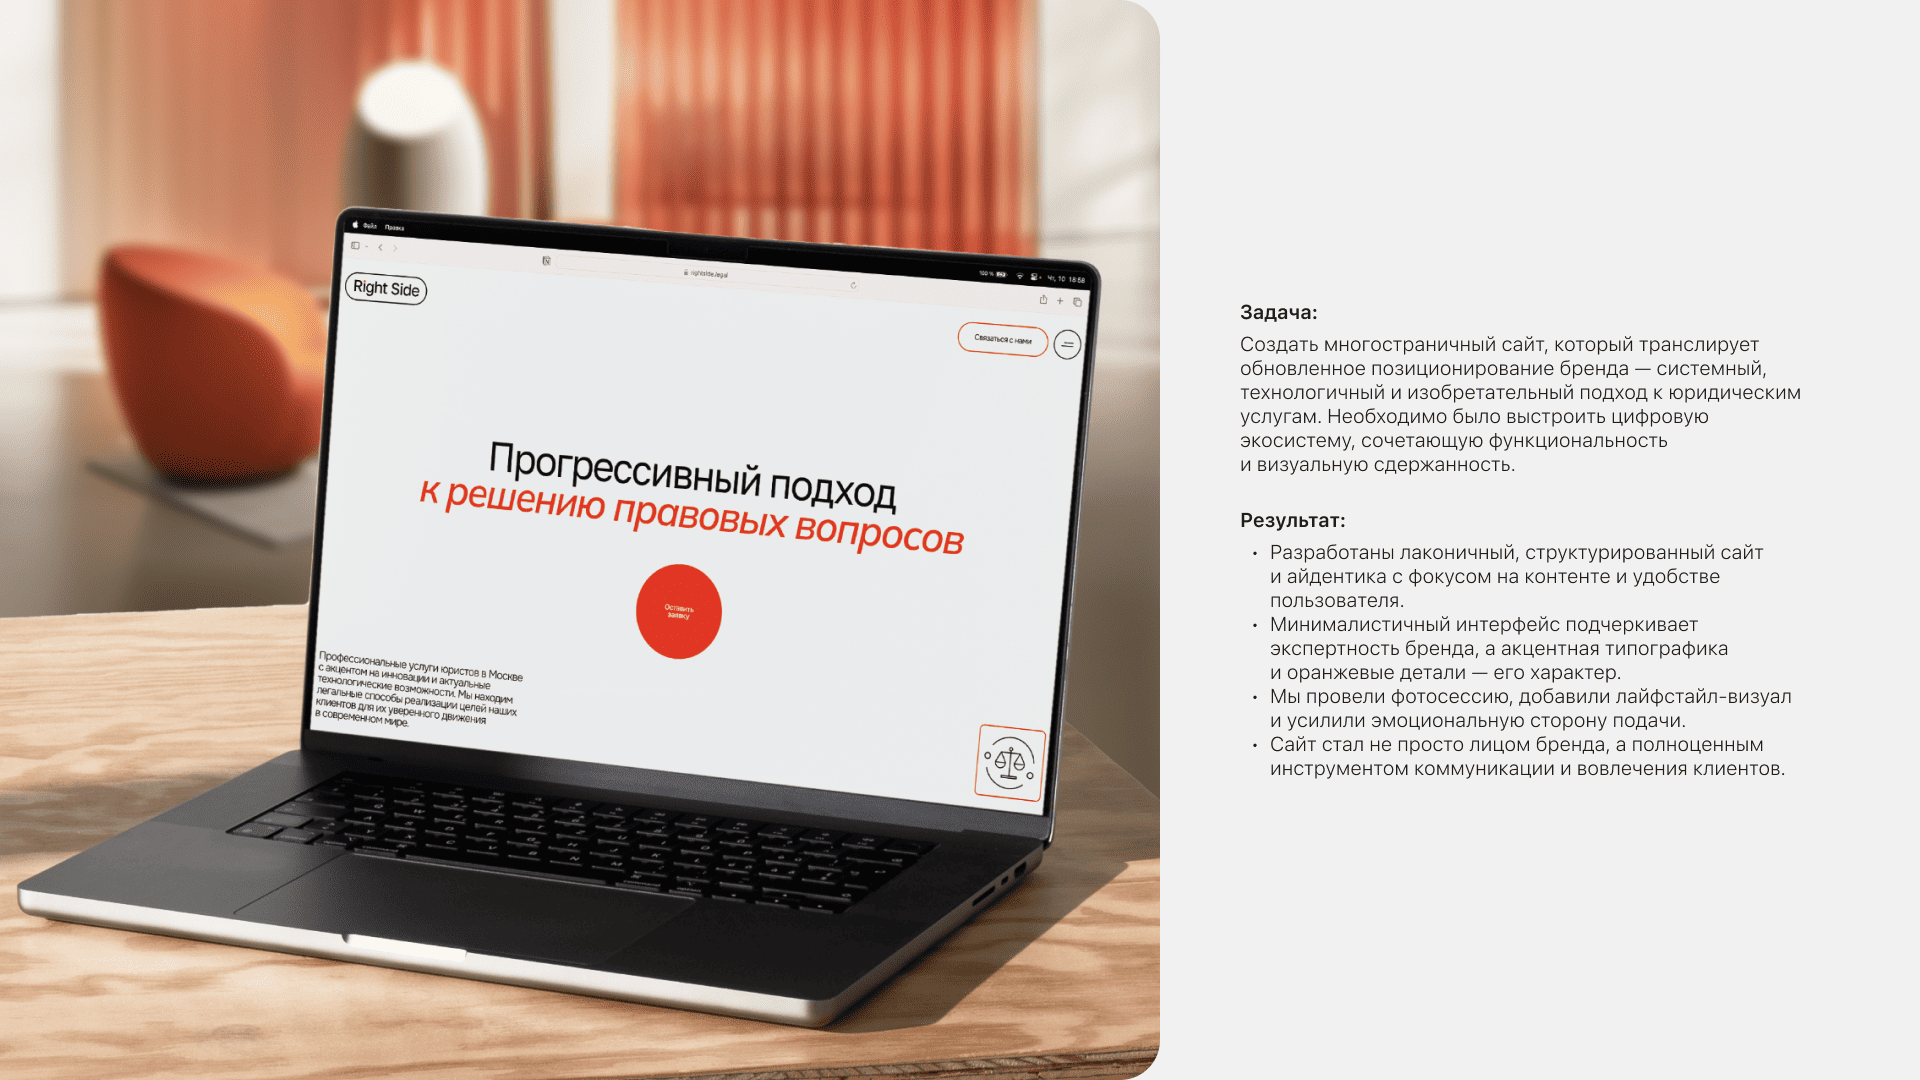 Файл Правка
100 %
Чт, 10 18:58
rightside.legal
Right Side
Связаться с нами
Прогрессивный подход
к решению правовых вопросов
Оставить
заявку
Профессиональные услуги юристов в Москве
с акцентом на инновации и актуальные
технологические возможности. Мы находим
легальные способы реализации целей наших
клиентов для их уверенного движения
в современном мире.
Задача:
Создать многостраничный сайт, который транслирует
обновленное позиционирование бренда — системный,
технологичный и изобретательный подход к юридическим
услугам. Необходимо было выстроить цифровую
экосистему, сочетающую функциональность
и визуальную сдержанность.
Результат:
• Разработаны лаконичный, структурированный сайт
и айдентика с фокусом на контенте и удобстве
пользователя.
• Минималистичный интерфейс подчеркивает
экспертность бренда, а акцентная типографика
и оранжевые детали — его характер.
• Мы провели фотосессию, добавили лайфстайл-визуал
и усилили эмоциональную сторону подачи.
• Сайт стал не просто лицом бренда, а полноценным
инструментом коммуникации и вовлечения клиентов.